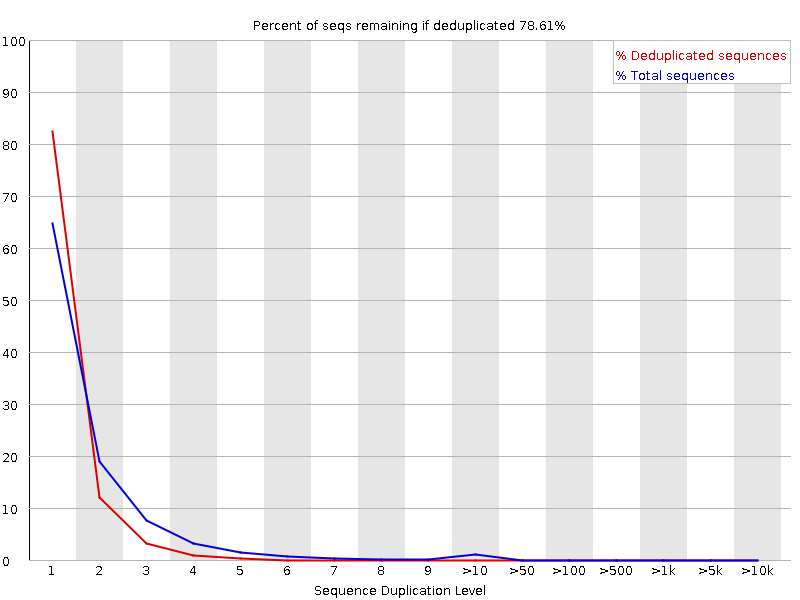 Percent of seqs remaining if deduplicated 78.61%
% Deduplicated sequences
% Total sequences
100
90
80
70
60
50
40
30
20
10
0
1 2 3 4 5 6 7 8 9 >10 >50 >100 >500 >1k >5k >10k
Sequence Duplication Level